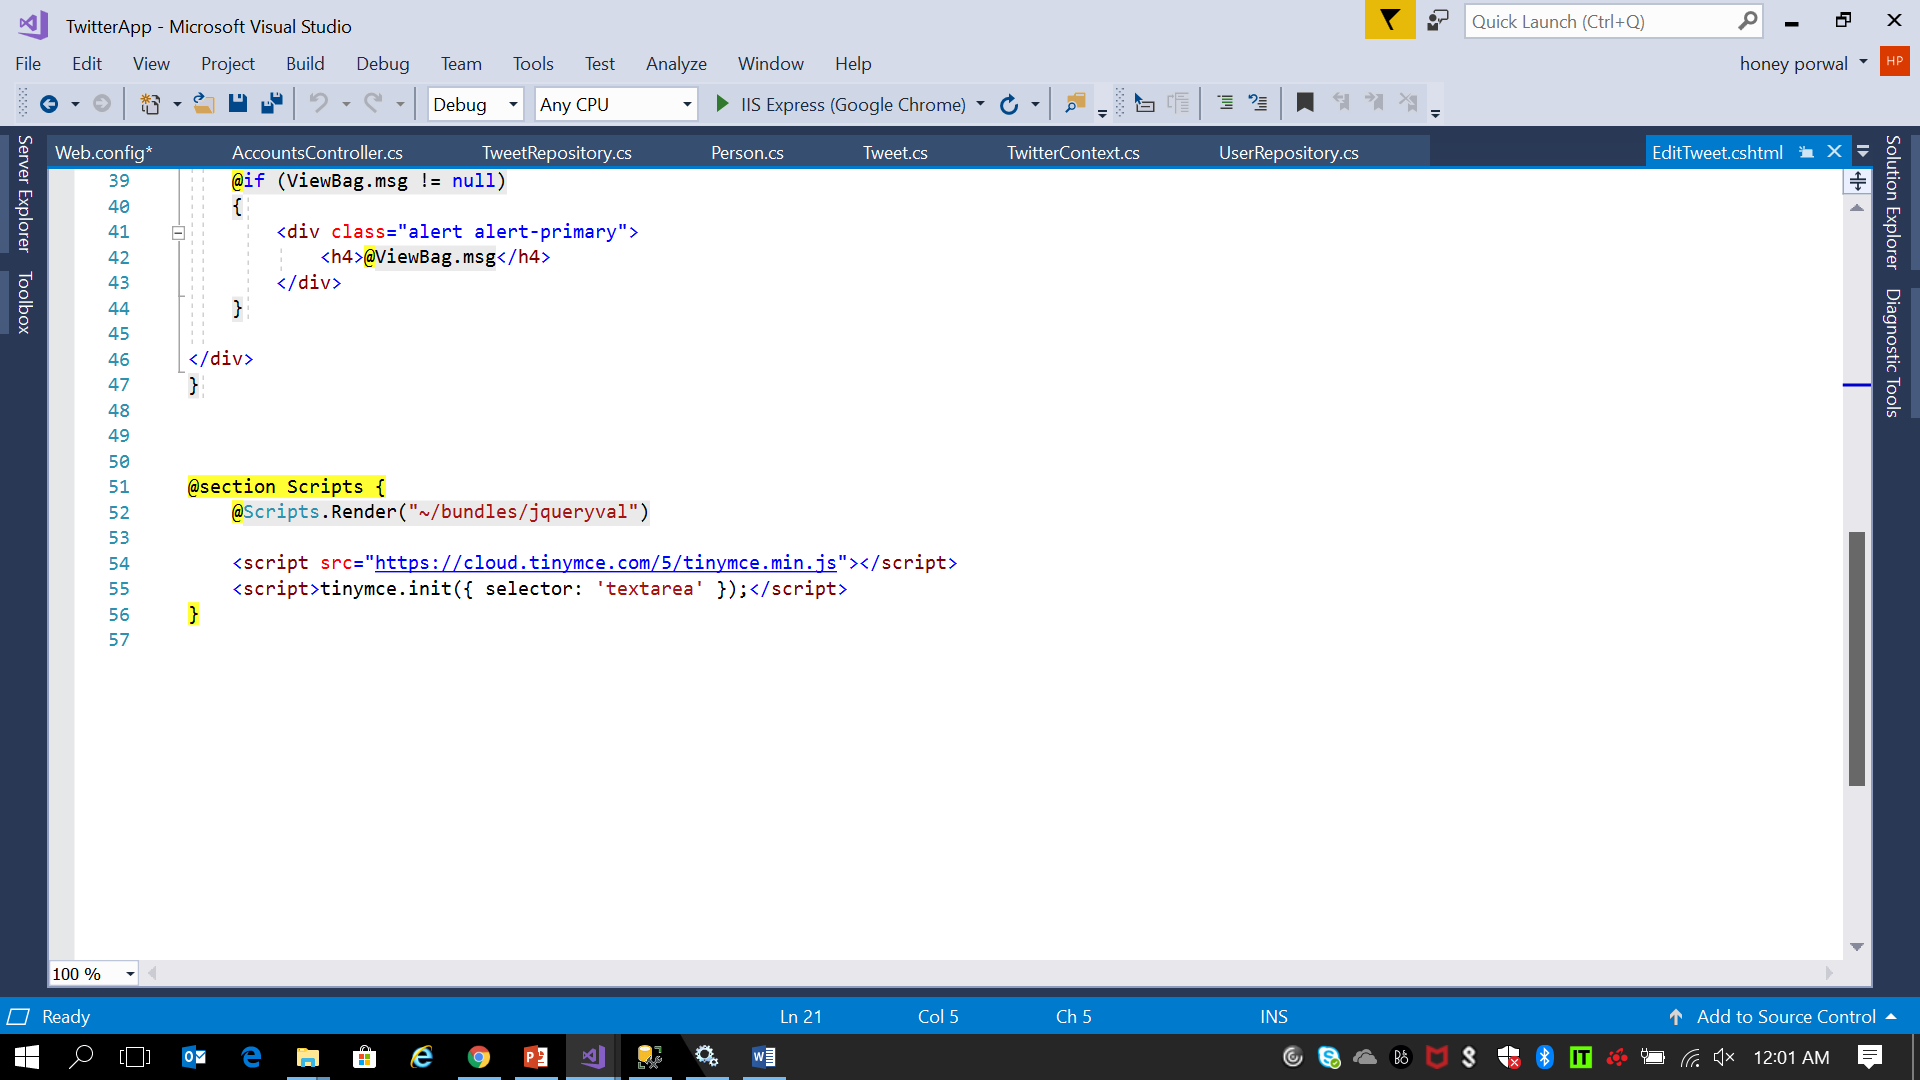 TwitterApp - Microsoft Visual Studio
Quick Launch (Ctrl+Q)
File Edit View Project Build Debug Team Tools Test Analyze Window Help
honey porwal HP
Debug Any CPU IIS Express (Google Chrome)
Web.config* AccountsController.cs TweetRepository.cs Person.cs Tweet.cs TwitterContext.cs UserRepository.cs EditTweet.cshtml
Server Explorer
Toolbox
Solution Explorer
Diagnostic Tools
39 @if (ViewBag.msg != null)
40 {
41 <div class="alert alert-primary">
42 <h4>@ViewBag.msg</h4>
43 </div>
44 }
45
46 </div>
47 }
48
49
50
51 @section Scripts {
52 @Scripts.Render("~/bundles/jqueryval")
53
54 <script src="https://cloud.tinymce.com/5/tinymce.min.js"></script>
55 <script>tinymce.init({ selector: 'textarea' });</script>
56 }
57
100 %
Ready Ln 21 Col 5 Ch 5 INS Add to Source Control
12:01 AM